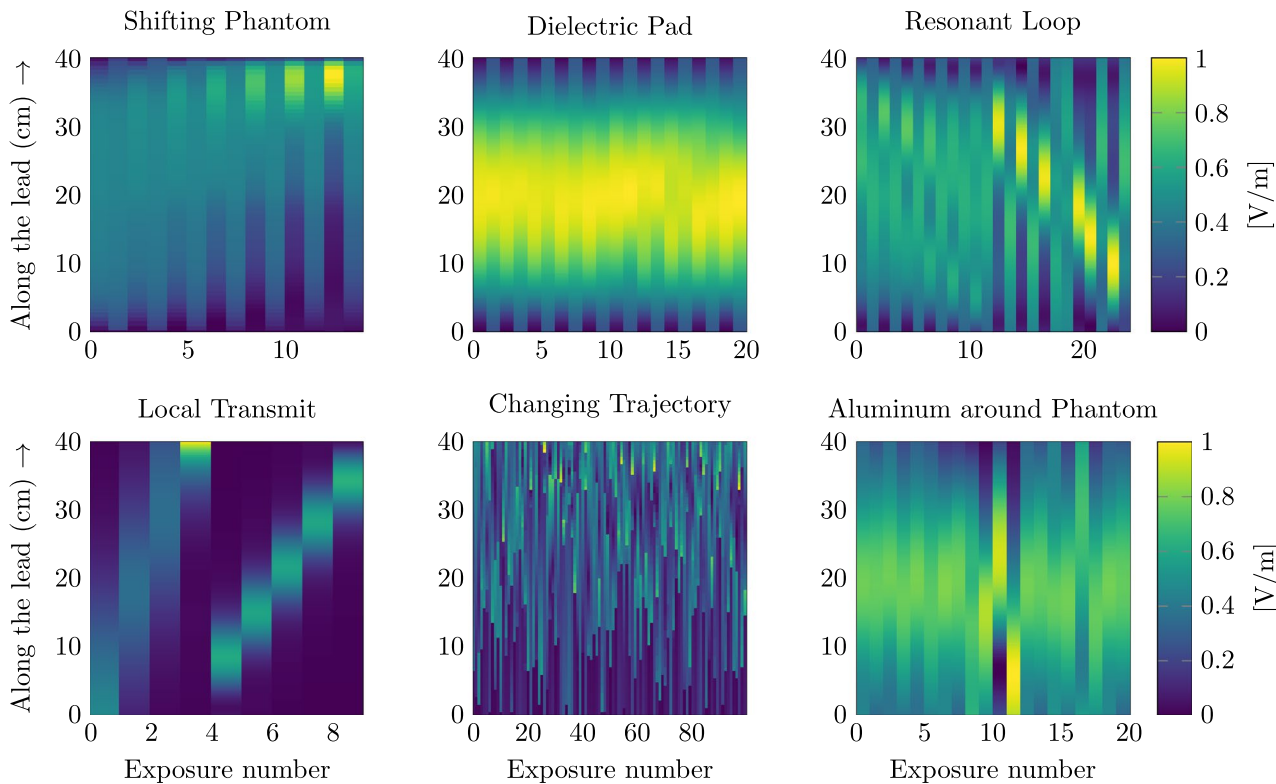 Shifting Phantom
Dielectric Pad
Resonant Loop
Along the lead (cm) →
40
30
20
10
0
0 5 10
40
30
20
10
0
0 5 10 15 20
40
30
20
10
0
0 10 20
1
0.8
0.6
0.4
0.2
0
[V/m]
Local Transmit
Changing Trajectory
Aluminum around Phantom
Along the lead (cm) →
40
30
20
10
0
0 2 4 6 8
Exposure number
40
30
20
10
0
0 20 40 60 80
Exposure number
40
30
20
10
0
0 5 10 15 20
Exposure number
1
0.8
0.6
0.4
0.2
0
[V/m]